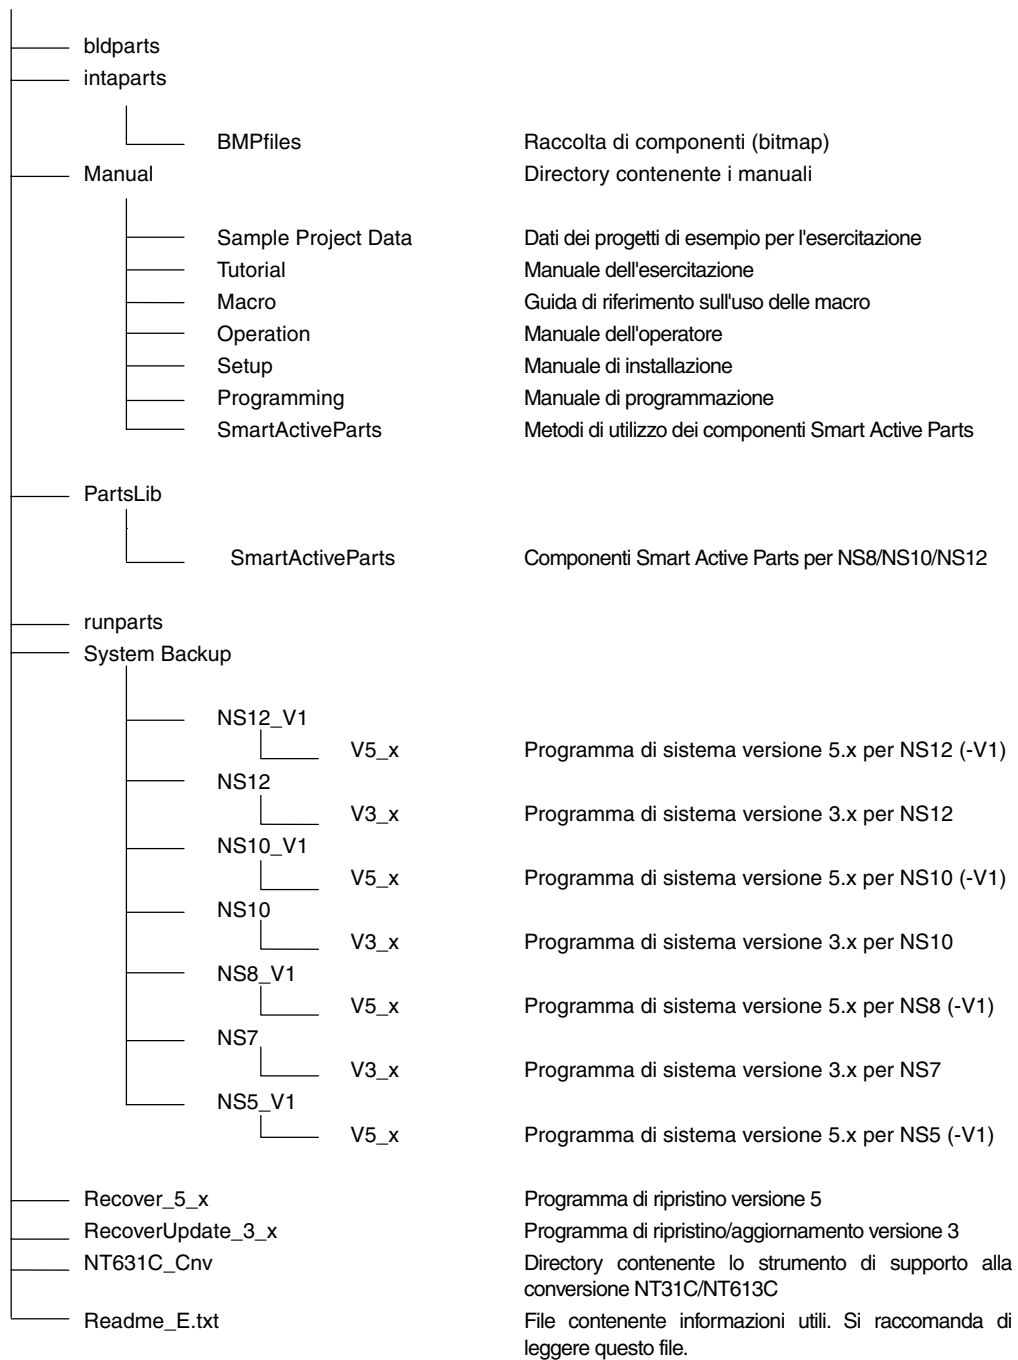 bldparts
intaparts
BMPfiles Raccolta di componenti (bitmap)
Manual Directory contenente i manuali
Sample Project Data Dati dei progetti di esempio per l'esercitazione
Tutorial Manuale dell'esercitazione
Macro Guida di riferimento sull'uso delle macro
Operation Manuale dell'operatore
Setup Manuale di installazione
Programming Manuale di programmazione
SmartActiveParts Metodi di utilizzo dei componenti Smart Active Parts
PartsLib
SmartActiveParts Componenti Smart Active Parts per NS8/NS10/NS12
runparts
System Backup
NS12_V1
V5_x Programma di sistema versione 5.x per NS12 (-V1)
NS12
V3_x Programma di sistema versione 3.x per NS12
NS10_V1
V5_x Programma di sistema versione 5.x per NS10 (-V1)
NS10
V3_x Programma di sistema versione 3.x per NS10
NS8_V1
V5_x Programma di sistema versione 5.x per NS8 (-V1)
NS7
V3_x Programma di sistema versione 3.x per NS7
NS5_V1
V5_x Programma di sistema versione 5.x per NS5 (-V1)
Recover_5_x Programma di ripristino versione 5
RecoverUpdate_3_x Programma di ripristino/aggiornamento versione 3
NT631C_Cnv Directory contenente lo strumento di supporto alla
conversione NT31C/NT613C
Readme_E.txt File contenente informazioni utili. Si raccomanda di
leggere questo file.